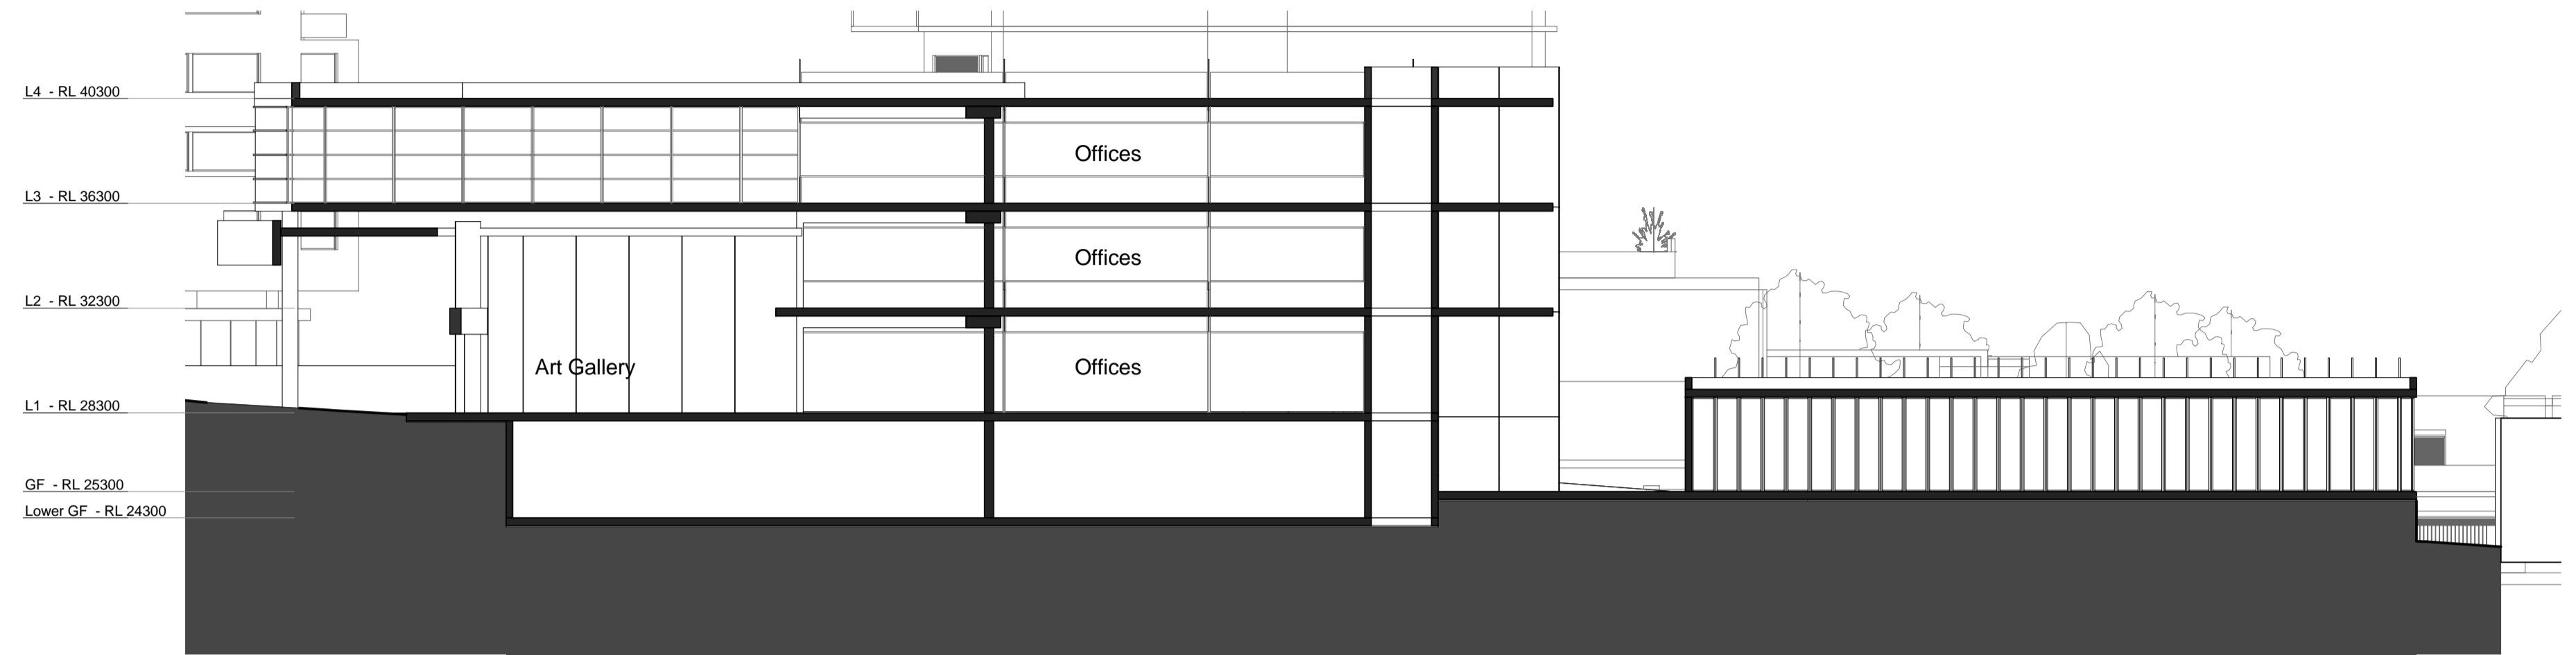 L4 - RL 40300
Offices
L3 - RL 36300
Offices
L2 - RL 32300
Art Gallery
Offices
L1 - RL 28300
GF - RL 25300
Lower GF - RL 24300